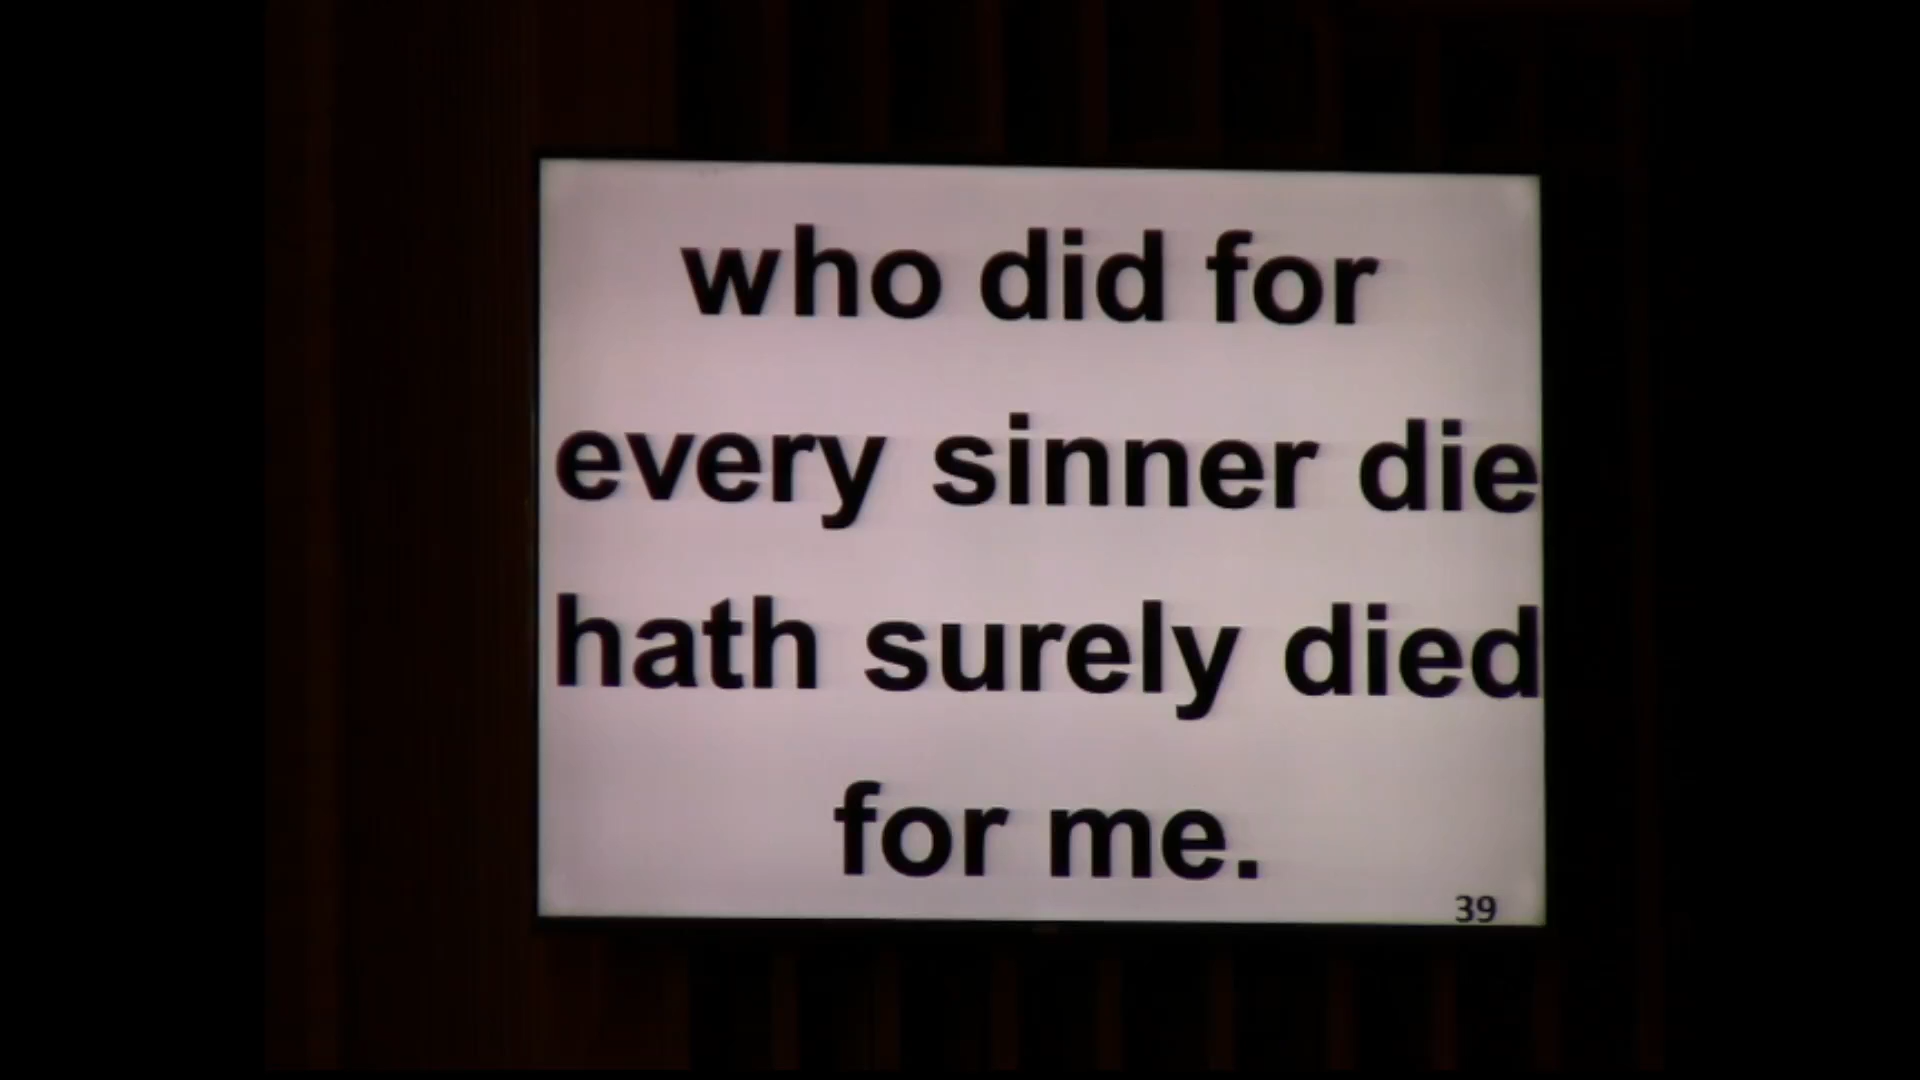 who did for
every sinner die
hath surely died
for me.
39